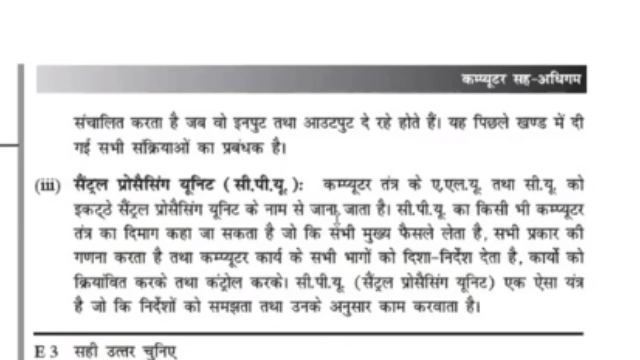 कम्प्यूटर सह-अधिगम
संचालित करता है जब वो इनपुट तथा आउटपुट दे रहे होते हैं। यह पिछले खण्ड में दी
गई सभी संक्रियाओं का प्रबंधक है।
(iii) सैंट्रल प्रोसैसिंग यूनिट (सी.पी.यू.): कम्प्यूटर तंत्र के ए.एल.यू. तथा सी.यू. को
इकट्ठे सैंट्रल प्रोसैसिंग यूनिट के नाम से जाना जाता है। सी.पी.यू. का किसी भी कम्प्यूटर
तंत्र का दिमाग कहा जा सकता है जो कि सभी मुख्य फैसले लेता है, सभी प्रकार की
गणना करता है तथा कम्प्यूटर कार्य के सभी भागों को दिशा-निर्देश देता है, कार्यो को
क्रियांवित करके तथा कंट्रोल करके। सी.पी.यू. (सैंट्रल प्रोसैसिंग यूनिट) एक ऐसा यंत्र
है जो कि निर्देशों को समझता तथा उनके अनुसार काम करवाता है।
E 3 सही उत्तर चुनिए